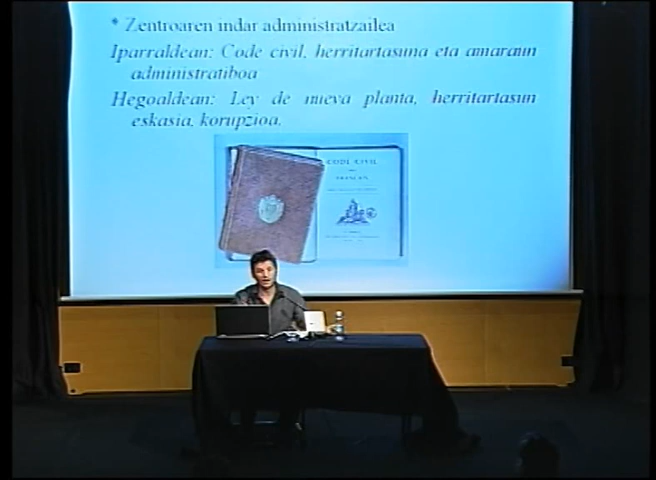 * Zentroaren indar administratzailea
Iparraldean: Code civil, herritartasuna eta amaraun
administratiboa
Hegoaldean: Ley de nueva planta, herritartasun
eskasia, korupzioa.
CODE CIVIL
FRANÇAIS